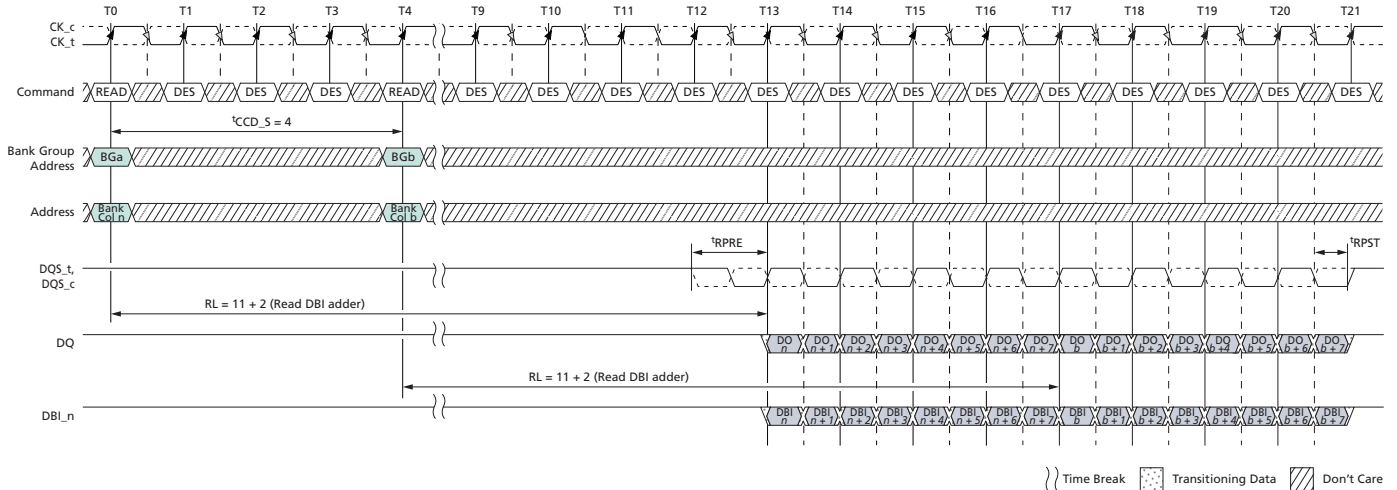 T0 T1 T2 T3 T4 T9 T10 T11 T12 T13 T14 T15 T16 T17 T18 T19 T20 T21
CK_c
CK_t
Command READ DES DES DES READ DES DES DES DES DES DES DES DES DES DES DES DES DES
tCCD_S = 4
Bank Group
Address
BGa BGb
Address
Bank
Col n
Bank
Col b
tRPRE tRPST
DQS_t,
DQS_c
RL = 11 + 2 (Read DBI adder)
DQ
DO DO DO DO DO DO DO DO DO DO DO DO DO DO DO DO
n n + 1 n + 2 n + 3 n + 4 n + 5 n + 6 n + 7 b b + 1 b + 2 b + 3 b + 4 b + 5 b + 6 b + 7
RL = 11 + 2 (Read DBI adder)
DBI_n
DBI DBI DBI DBI DBI DBI DBI DBI DBI DBI DBI DBI DBI DBI DBI DBI
n n + 1 n + 2 n + 3 n + 4 n + 5 n + 6 n + 7 b b + 1 b + 2 b + 3 b + 4 b + 5 b + 6 b + 7
Time Break Transitioning Data Don't Care